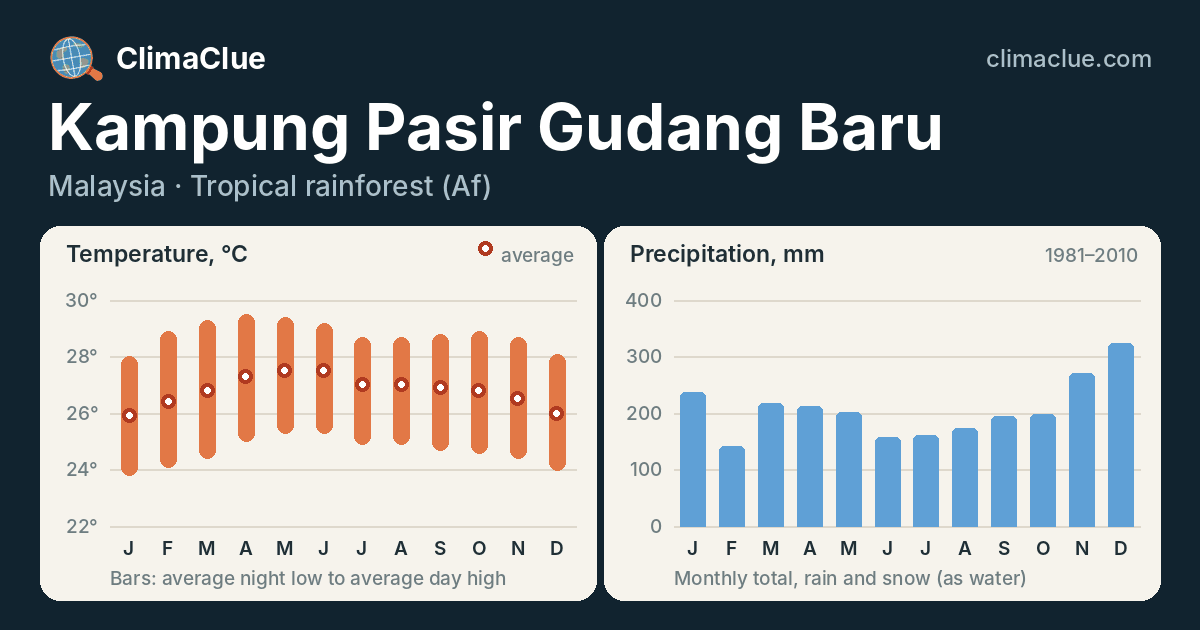 ClimaClue
climaclue.com
Kampung Pasir Gudang Baru
Malaysia · Tropical rainforest (Af)
Temperature, °C
average
30°
28°
26°
24°
22°
J F M A M J J A S O N D
Bars: average night low to average day high
Precipitation, mm
1981–2010
400
300
200
100
0
J F M A M J J A S O N D
Monthly total, rain and snow (as water)